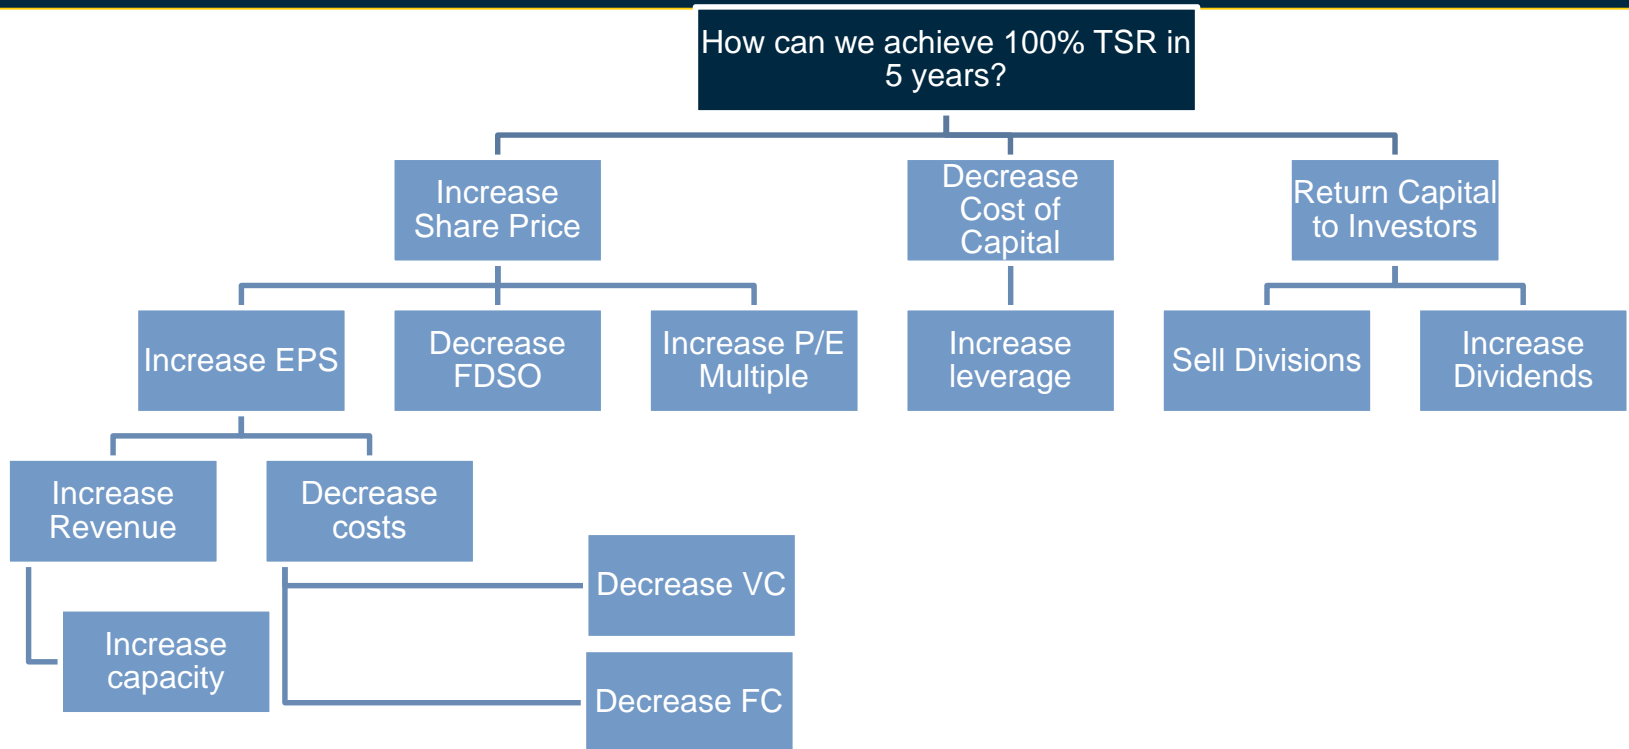 How can we achieve 100% TSR in
5 years?
Increase
Share Price
Decrease
Cost of
Capital
Return Capital
to Investors
Increase EPS
Decrease
FDSO
Increase P/E
Multiple
Increase
leverage
Sell Divisions
Increase
Dividends
Increase
Revenue
Decrease
costs
Decrease VC
Increase
capacity
Decrease FC